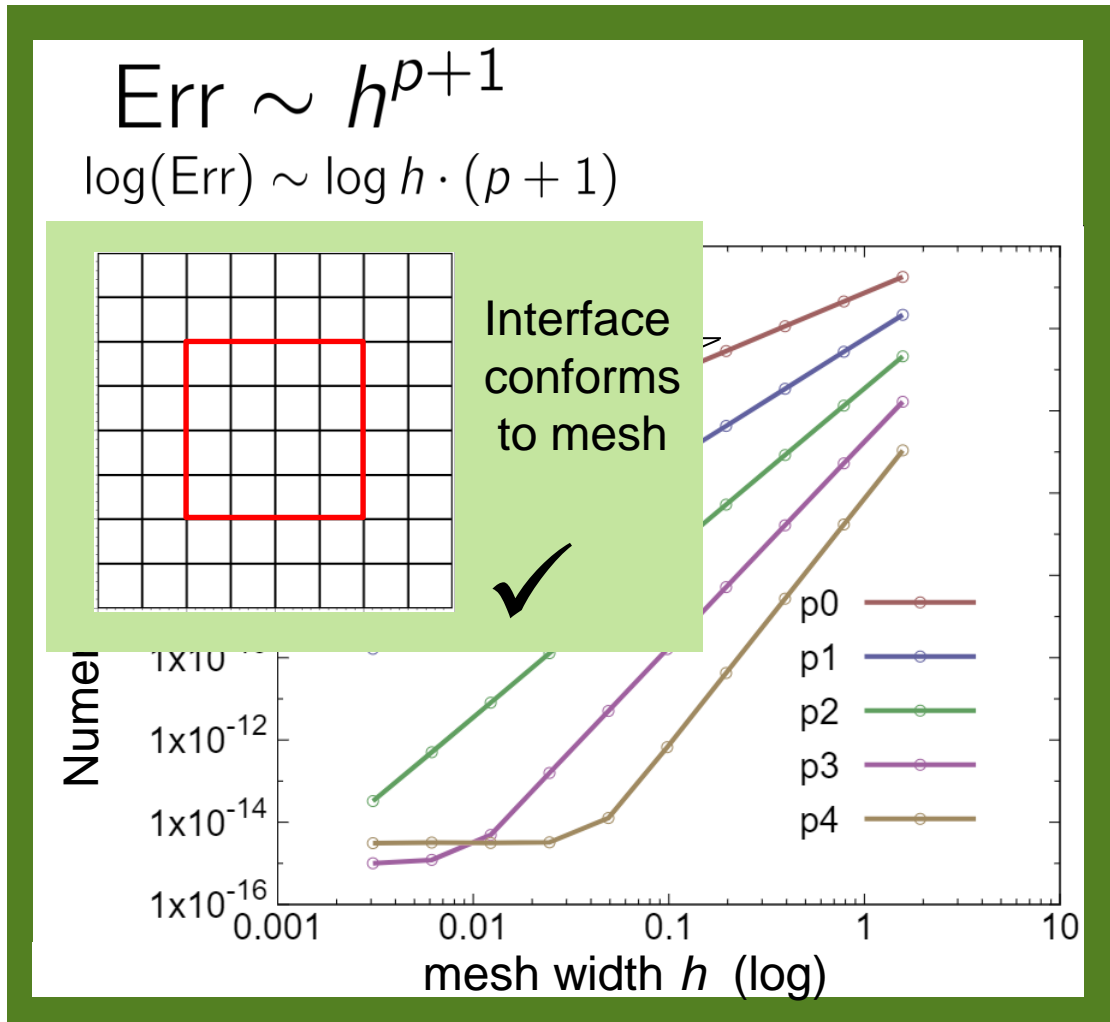 Err ∼ h^{p+1}
log(Err) ∼ log h · (p + 1)
Interface
conforms
to mesh
✓
p0
p1
p2
p3
p4
1x10^{-12}
1x10^{-14}
1x10^{-16}
0.001 0.01 0.1 1 10
mesh width h (log)